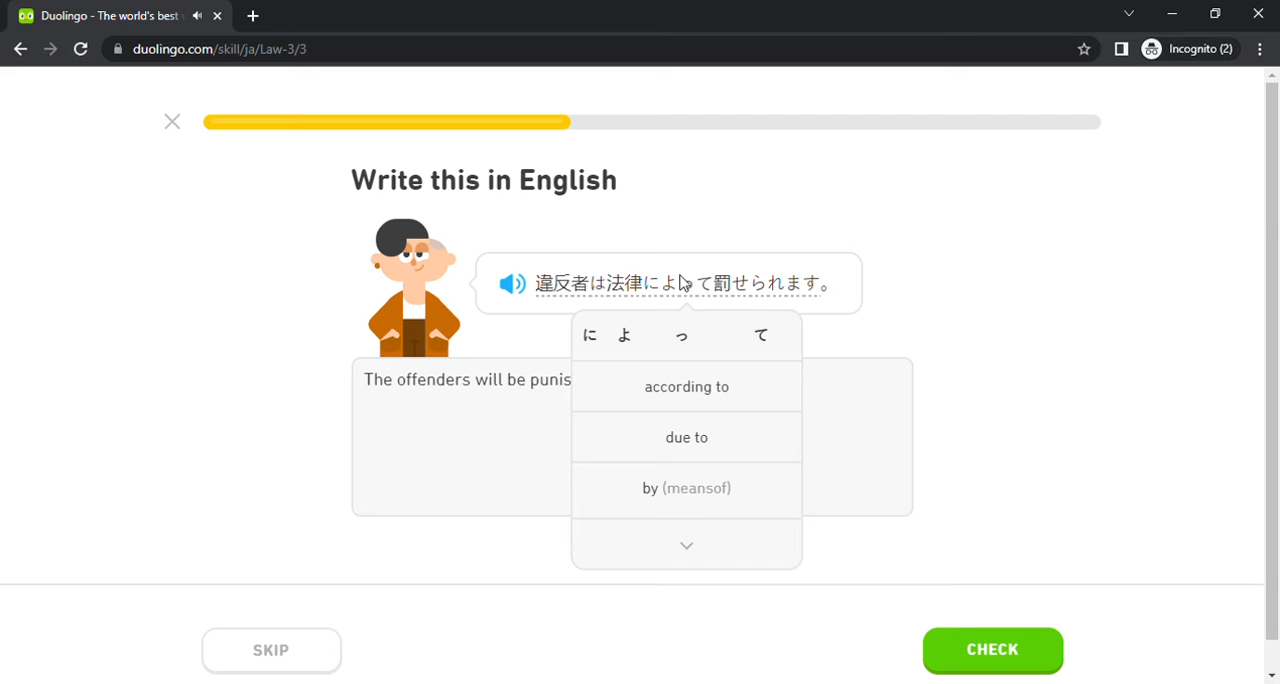 Duolingo - The world's best
duolingo.com/skill/ja/Law-3/3
Incognito (2)
Write this in English
違反者は法律によって罰せられます。
によって
The offenders will be punis
according to
due to
by (meansof)
SKIP
CHECK